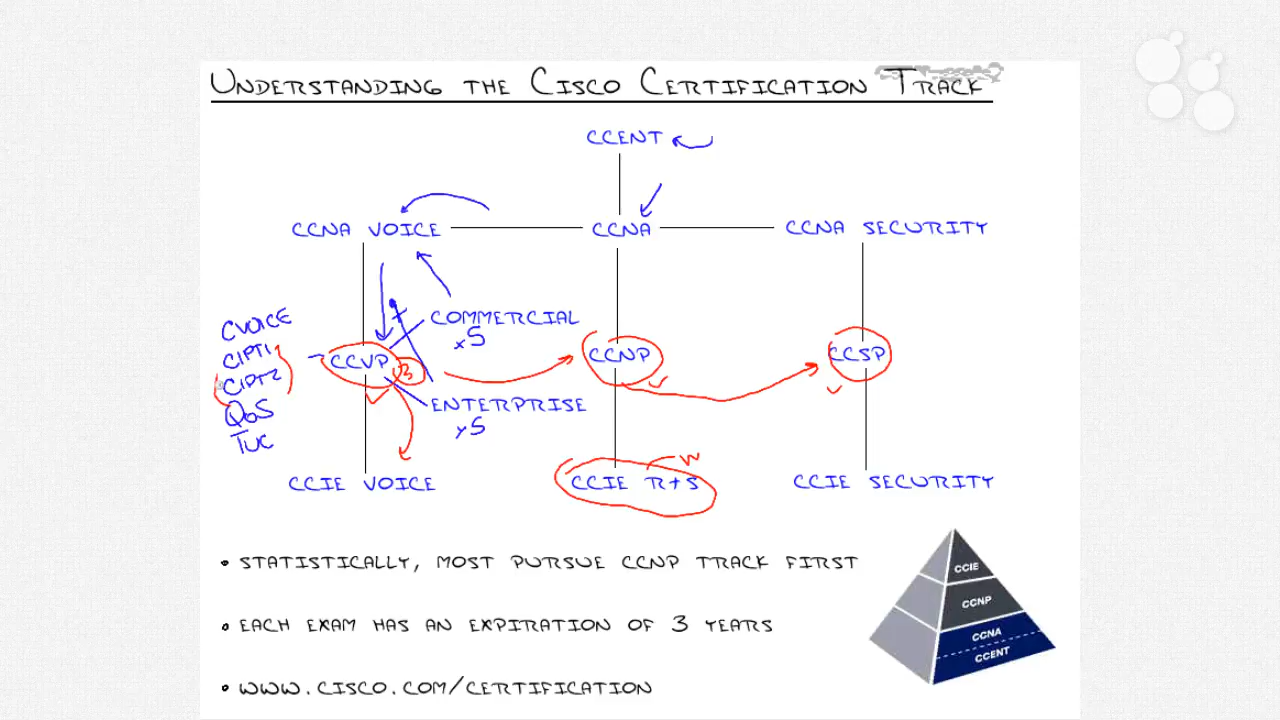 Understanding the Cisco Certification Track
CCENT
CCNA Voice CCNA CCNA Security
CVOICE
COMMERCIAL
x5
CIPT1
CCVP 3 CCNP CCSP
CIPT2
QoS
ENTERPRISE
y5
TUC
CCIE Voice CCIE R+S W CCIE Security
• Statistically, most pursue CCNP track first
• Each exam has an expiration of 3 years
• www.cisco.com/certification
CCIE
CCNP
CCNA
CCENT